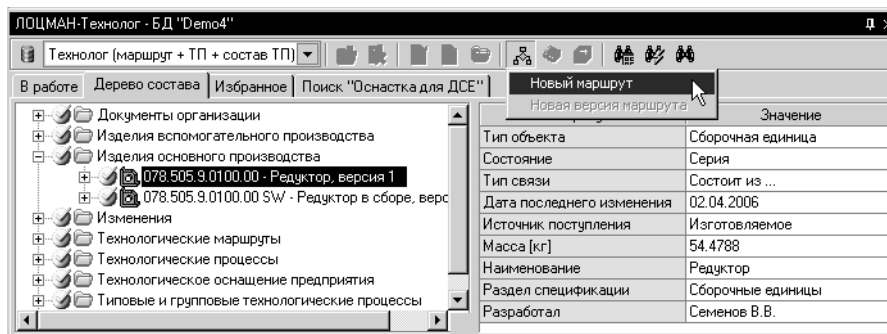 ЛОЦМАН-Технолог - БД "Demo4"
Технолог (маршрут + ТП + состав ТП)
В работе Дерево состава Избранное Поиск "Оснастка для ДСЕ"
Новый маршрут
Новая версия маршрута
Документы организации
Изделия вспомогательного производства
Изделия основного производства
078.505.9.0100.00 - Редуктор, версия 1
078.505.9.0100.00 SW - Редуктор в сборе, верс
Изменения
Технологические маршруты
Технологические процессы
Технологическое оснащение предприятия
Типовые и групповые технологические процессы
Значение
Тип объекта Сборочная единица
Состояние Серия
Тип связи Состоит из ...
Дата последнего изменения 02.04.2006
Источник поступления Изготовляемое
Масса [кг] 54.4788
Наименование Редуктор
Раздел спецификации Сборочные единицы
Разработал Семенов В.В.